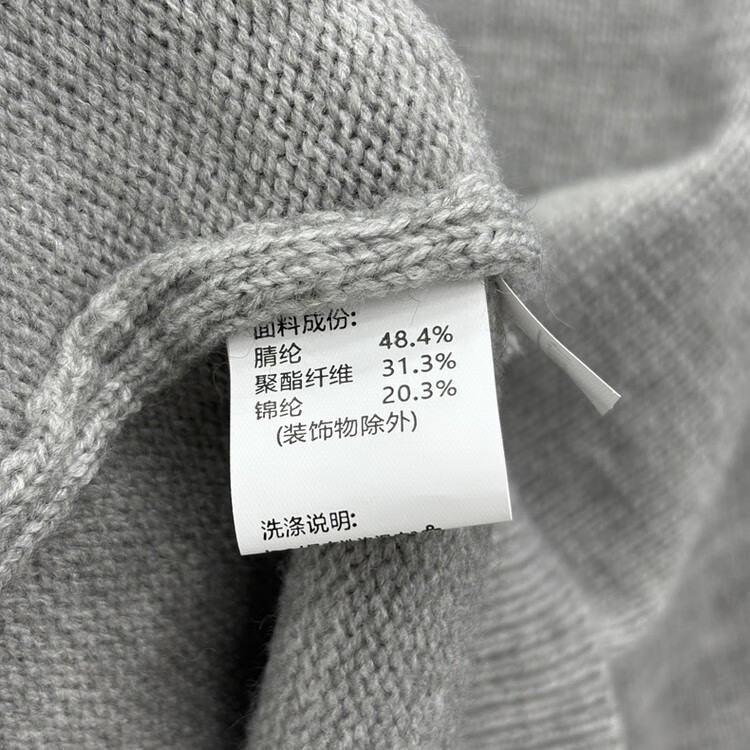 面料成份:
腈纶 48.4%
聚酯纤维 31.3%
锦纶 20.3%
(装饰物除外)
洗涤说明: